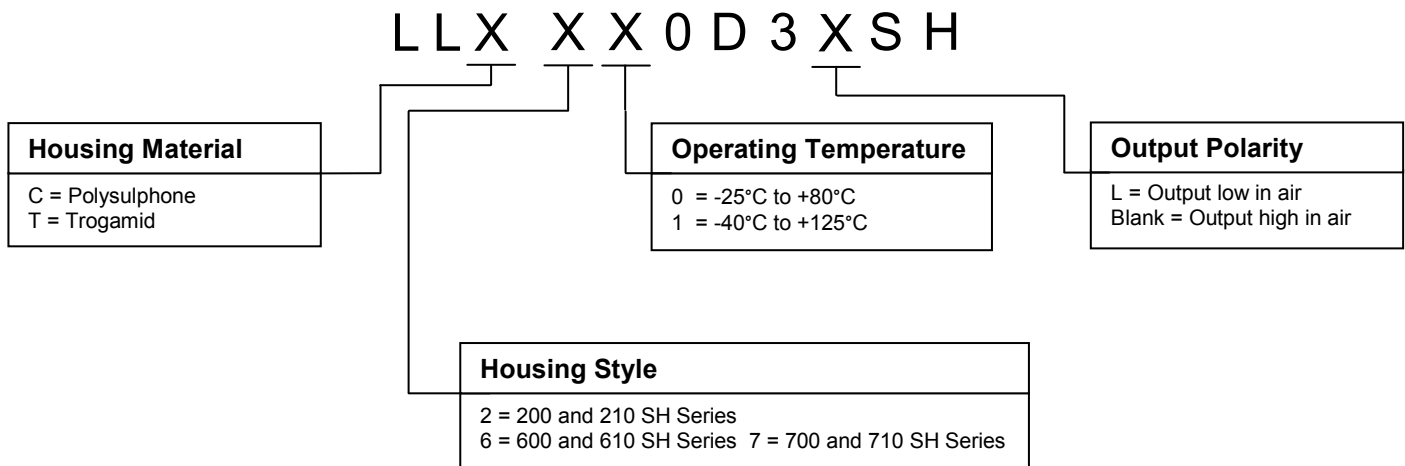 LLX XX0D3XSH
Housing Material
C = Polysulphone
T = Trogamid
Operating Temperature
0 = -25°C to +80°C
1 = -40°C to +125°C
Output Polarity
L = Output low in air
Blank = Output high in air
Housing Style
2 = 200 and 210 SH Series
6 = 600 and 610 SH Series 7 = 700 and 710 SH Series